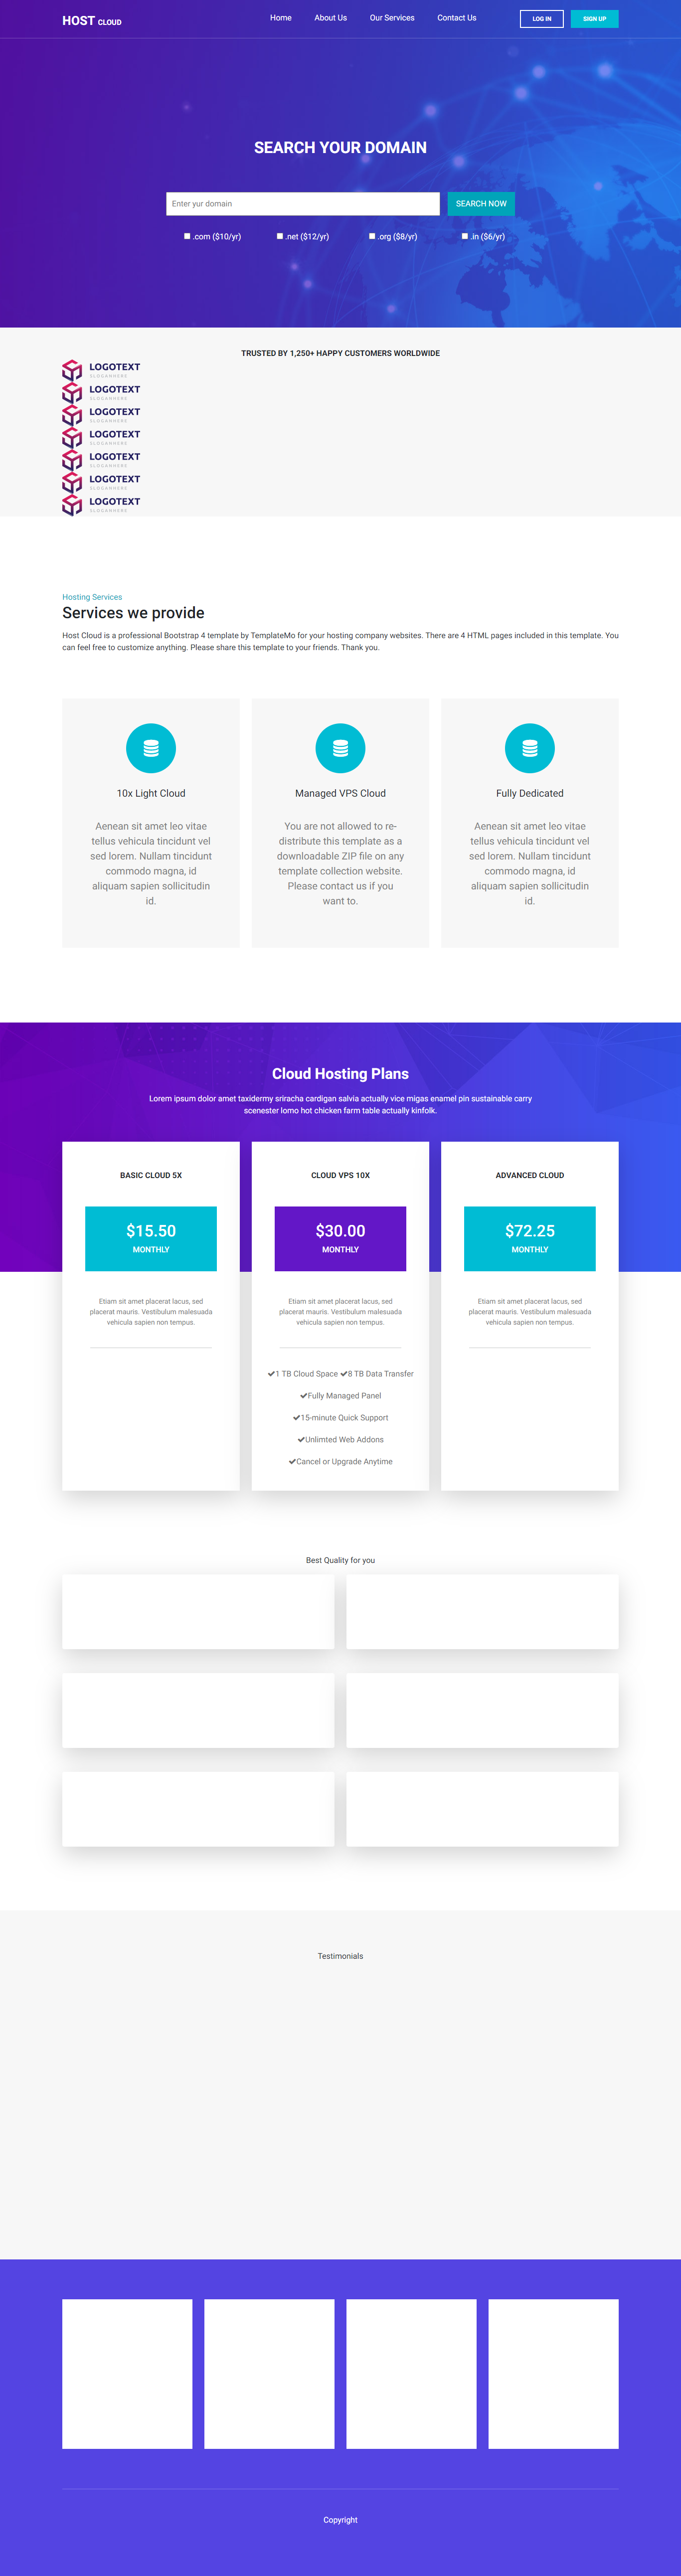 HOST CLOUD
Home
About Us
Our Services
Contact Us
LOG IN
SIGN UP
SEARCH YOUR DOMAIN
Enter yur domain
SEARCH NOW
.com ($10/yr)
.net ($12/yr)
.org ($8/yr)
.in ($6/yr)
TRUSTED BY 1,250+ HAPPY CUSTOMERS WORLDWIDE
LOGOTEXT
SLOGANHERE
LOGOTEXT
SLOGANHERE
LOGOTEXT
SLOGANHERE
LOGOTEXT
SLOGANHERE
LOGOTEXT
SLOGANHERE
LOGOTEXT
SLOGANHERE
LOGOTEXT
SLOGANHERE
Hosting Services
Services we provide
Host Cloud is a professional Bootstrap 4 template by TemplateMo for your hosting company websites. There are 4 HTML pages included in this template. You
can feel free to customize anything. Please share this template to your friends. Thank you.
10x Light Cloud
Aenean sit amet leo vitae
tellus vehicula tincidunt vel
sed lorem. Nullam tincidunt
commodo magna, id
aliquam sapien sollicitudin
id.
Managed VPS Cloud
You are not allowed to re-
distribute this template as a
downloadable ZIP file on any
template collection website.
Please contact us if you
want to.
Fully Dedicated
Aenean sit amet leo vitae
tellus vehicula tincidunt vel
sed lorem. Nullam tincidunt
commodo magna, id
aliquam sapien sollicitudin
id.
Cloud Hosting Plans
Lorem ipsum dolor amet taxidermy sriracha cardigan salvia actually vice migas enamel pin sustainable carry
scenester lomo hot chicken farm table actually kinfolk.
BASIC CLOUD 5X
$15.50
MONTHLY
Etiam sit amet placerat lacus, sed
placerat mauris. Vestibulum malesuada
vehicula sapien non tempus.
CLOUD VPS 10X
$30.00
MONTHLY
Etiam sit amet placerat lacus, sed
placerat mauris. Vestibulum malesuada
vehicula sapien non tempus.
✔1 TB Cloud Space ✔8 TB Data Transfer
✔Fully Managed Panel
✔15-minute Quick Support
✔Unlimted Web Addons
✔Cancel or Upgrade Anytime
ADVANCED CLOUD
$72.25
MONTHLY
Etiam sit amet placerat lacus, sed
placerat mauris. Vestibulum malesuada
vehicula sapien non tempus.
Best Quality for you
Testimonials
Copyright